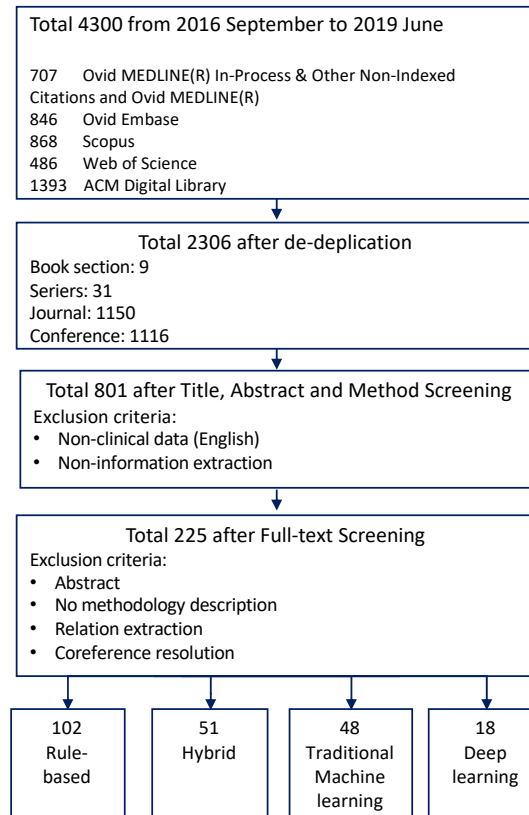 Total 4300 from 2016 September to 2019 June
707 Ovid MEDLINE(R) In-Process & Other Non-Indexed
Citations and Ovid MEDLINE(R)
846 Ovid Embase
868 Scopus
486 Web of Science
1393 ACM Digital Library
Total 2306 after de-deplication
Book section: 9
Seriers: 31
Journal: 1150
Conference: 1116
Total 801 after Title, Abstract and Method Screening
Exclusion criteria:
• Non-clinical data (English)
• Non-information extraction
Total 225 after Full-text Screening
Exclusion criteria:
• Abstract
• No methodology description
• Relation extraction
• Coreference resolution
102
Rule-
based
51
Hybrid
48
Traditional
Machine
learning
18
Deep
learning